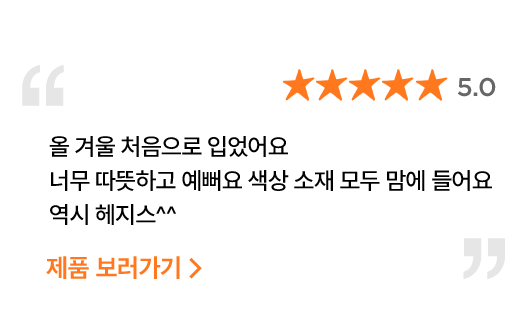 5.0
올 겨울 처음으로 입었어요
너무 따뜻하고 예뻐요 색상 소재 모두 맘에 들어요
역시 헤지스^^
제품 보러가기 >